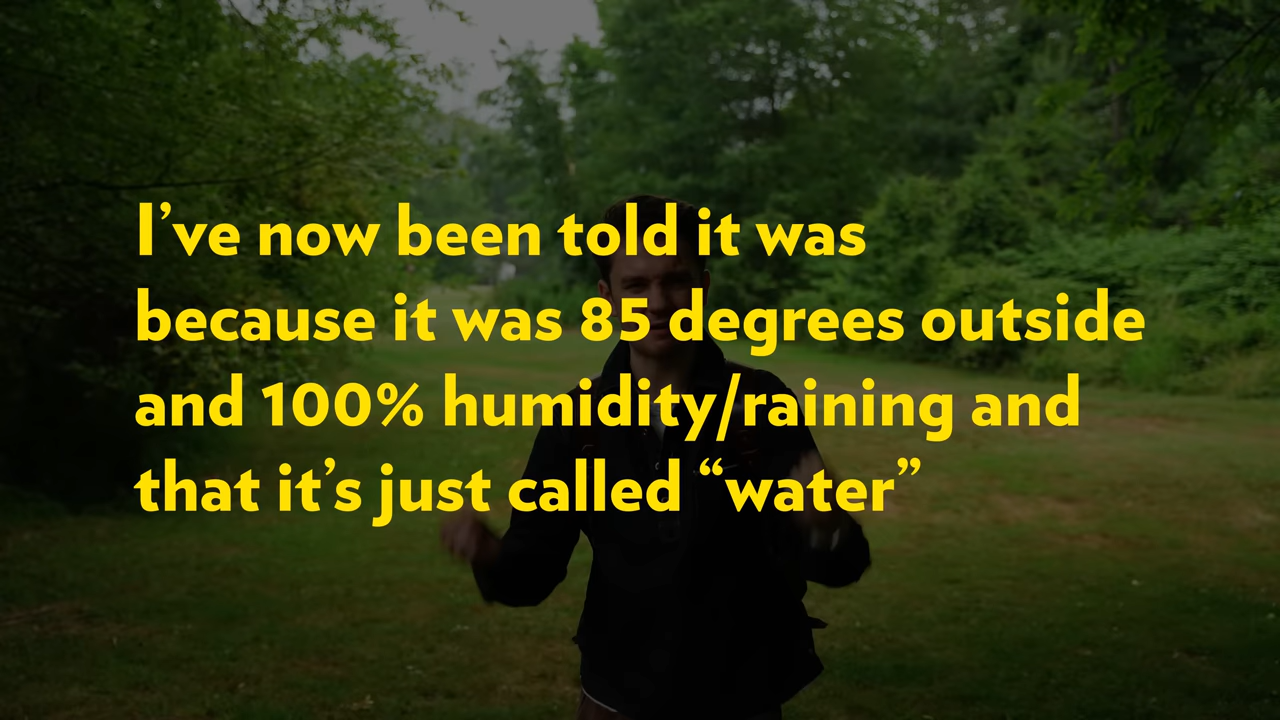 I’ve now been told it was
because it was 85 degrees outside
and 100% humidity/raining and
that it’s just called “water”